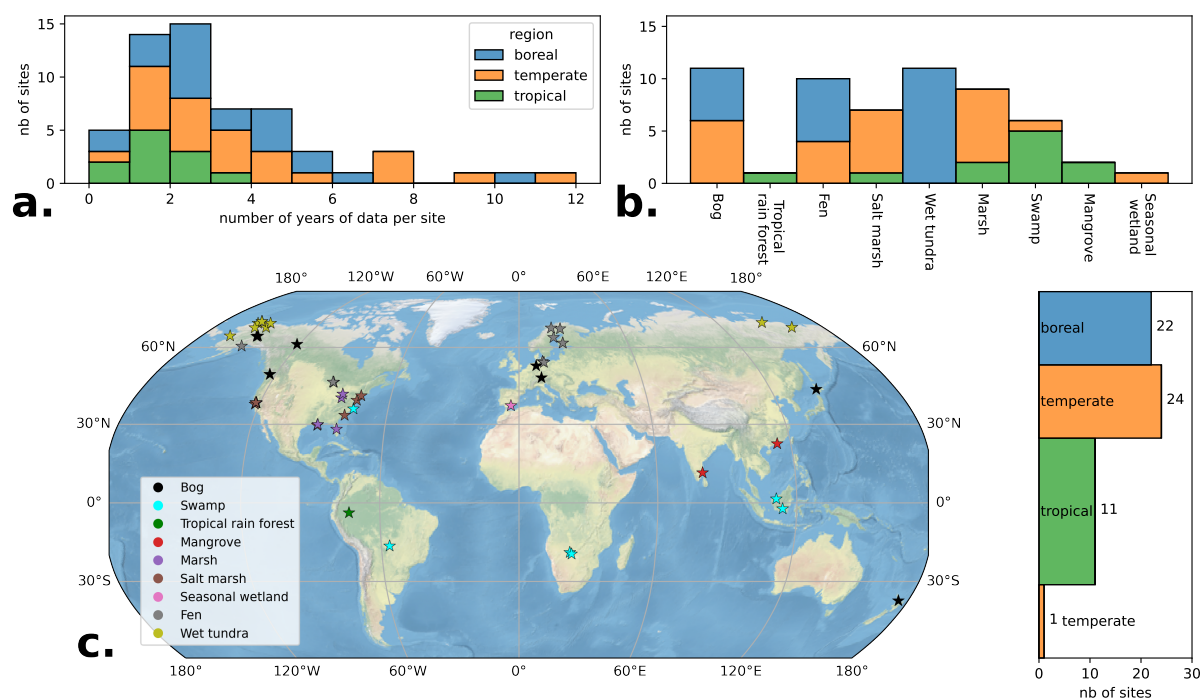 nb of sites
15
10
5
0
0
2
4
6
8
10
12
number of years of data per site
region
boreal
temperate
tropical
a.
nb of sites
15
10
5
0
Bog
Tropical
rain forest
Fen
Salt marsh
Wet tundra
Marsh
Swamp
Mangrove
Seasonal
wetland
b.
180° 120°W 60°W 0° 60°E 120°E 180°
60°N 60°N
30°N 30°N
0° 0°
30°S 30°S
180° 120°W 60°W 0° 60°E 120°E 180°
Bog
Swamp
Tropical rain forest
Mangrove
Marsh
Salt marsh
Seasonal wetland
Fen
Wet tundra
c.
boreal 22
temperate 24
tropical 11
1 temperate
0 10 20 30
nb of sites